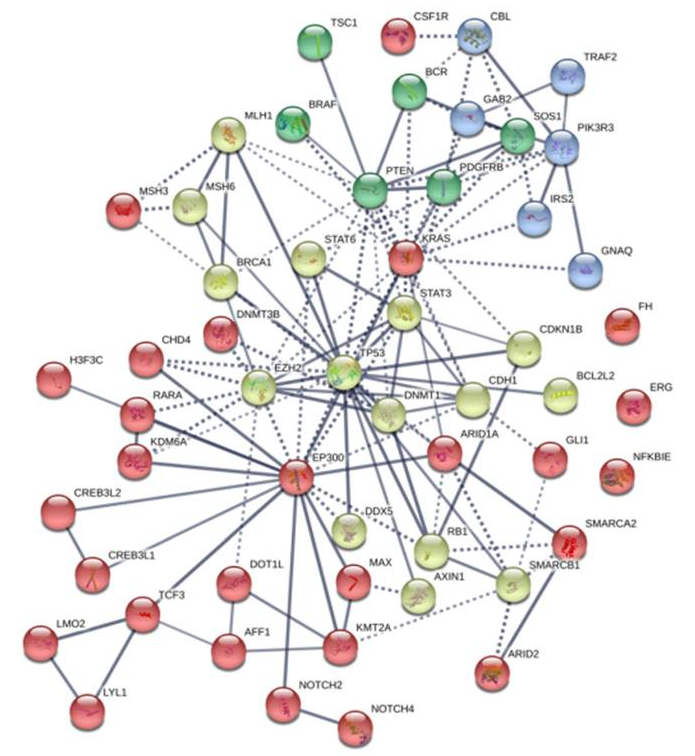 TSC1
CSF1R
CBL
TRAF2
BCR
GAB2
BRAF
MLH1
SOS1
PIK3R3
PTEN
PDGFRB
MSH3
MSH6
IRS2
STAT6
KRAS
GNAQ
BRCA1
STAT3
FH
DNMT3B
CDKN1B
CHD4
TP53
H3F3C
EZH2
CDH1
BCL2L2
ERG
RARA
DNMT1
KDM6A
ARID1A
GLI1
NFKBIE
EP300
CREB3L2
DDX5
SMARCA2
RB1
CREB3L1
SMARCB1
DOT1L
MAX
AXIN1
TCF3
LMO2
AFF1
KMT2A
ARID2
LYL1
NOTCH2
NOTCH4